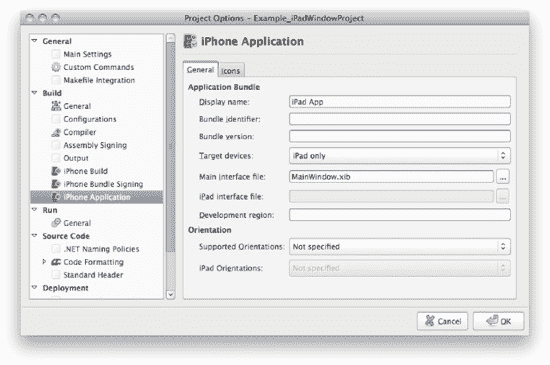 Project Options – Example_iPadWindowProject
General
Main Settings
Custom Commands
Makefile Integration
Build
General
Configurations
Compiler
Assembly Signing
Output
iPhone Build
iPhone Bundle Signing
iPhone Application
Run
General
Source Code
.NET Naming Policies
Code Formatting
Standard Header
Deployment
iPhone Application
General
Icons
Application Bundle
Display name:
iPad App
Bundle identifier:
Bundle version:
Target devices:
iPad only
Main interface file:
MainWindow.xib
...
iPad interface file:
...
Development region:
Orientation
Supported Orientations:
Not specified
iPad Orientations:
Not specified
Cancel
OK